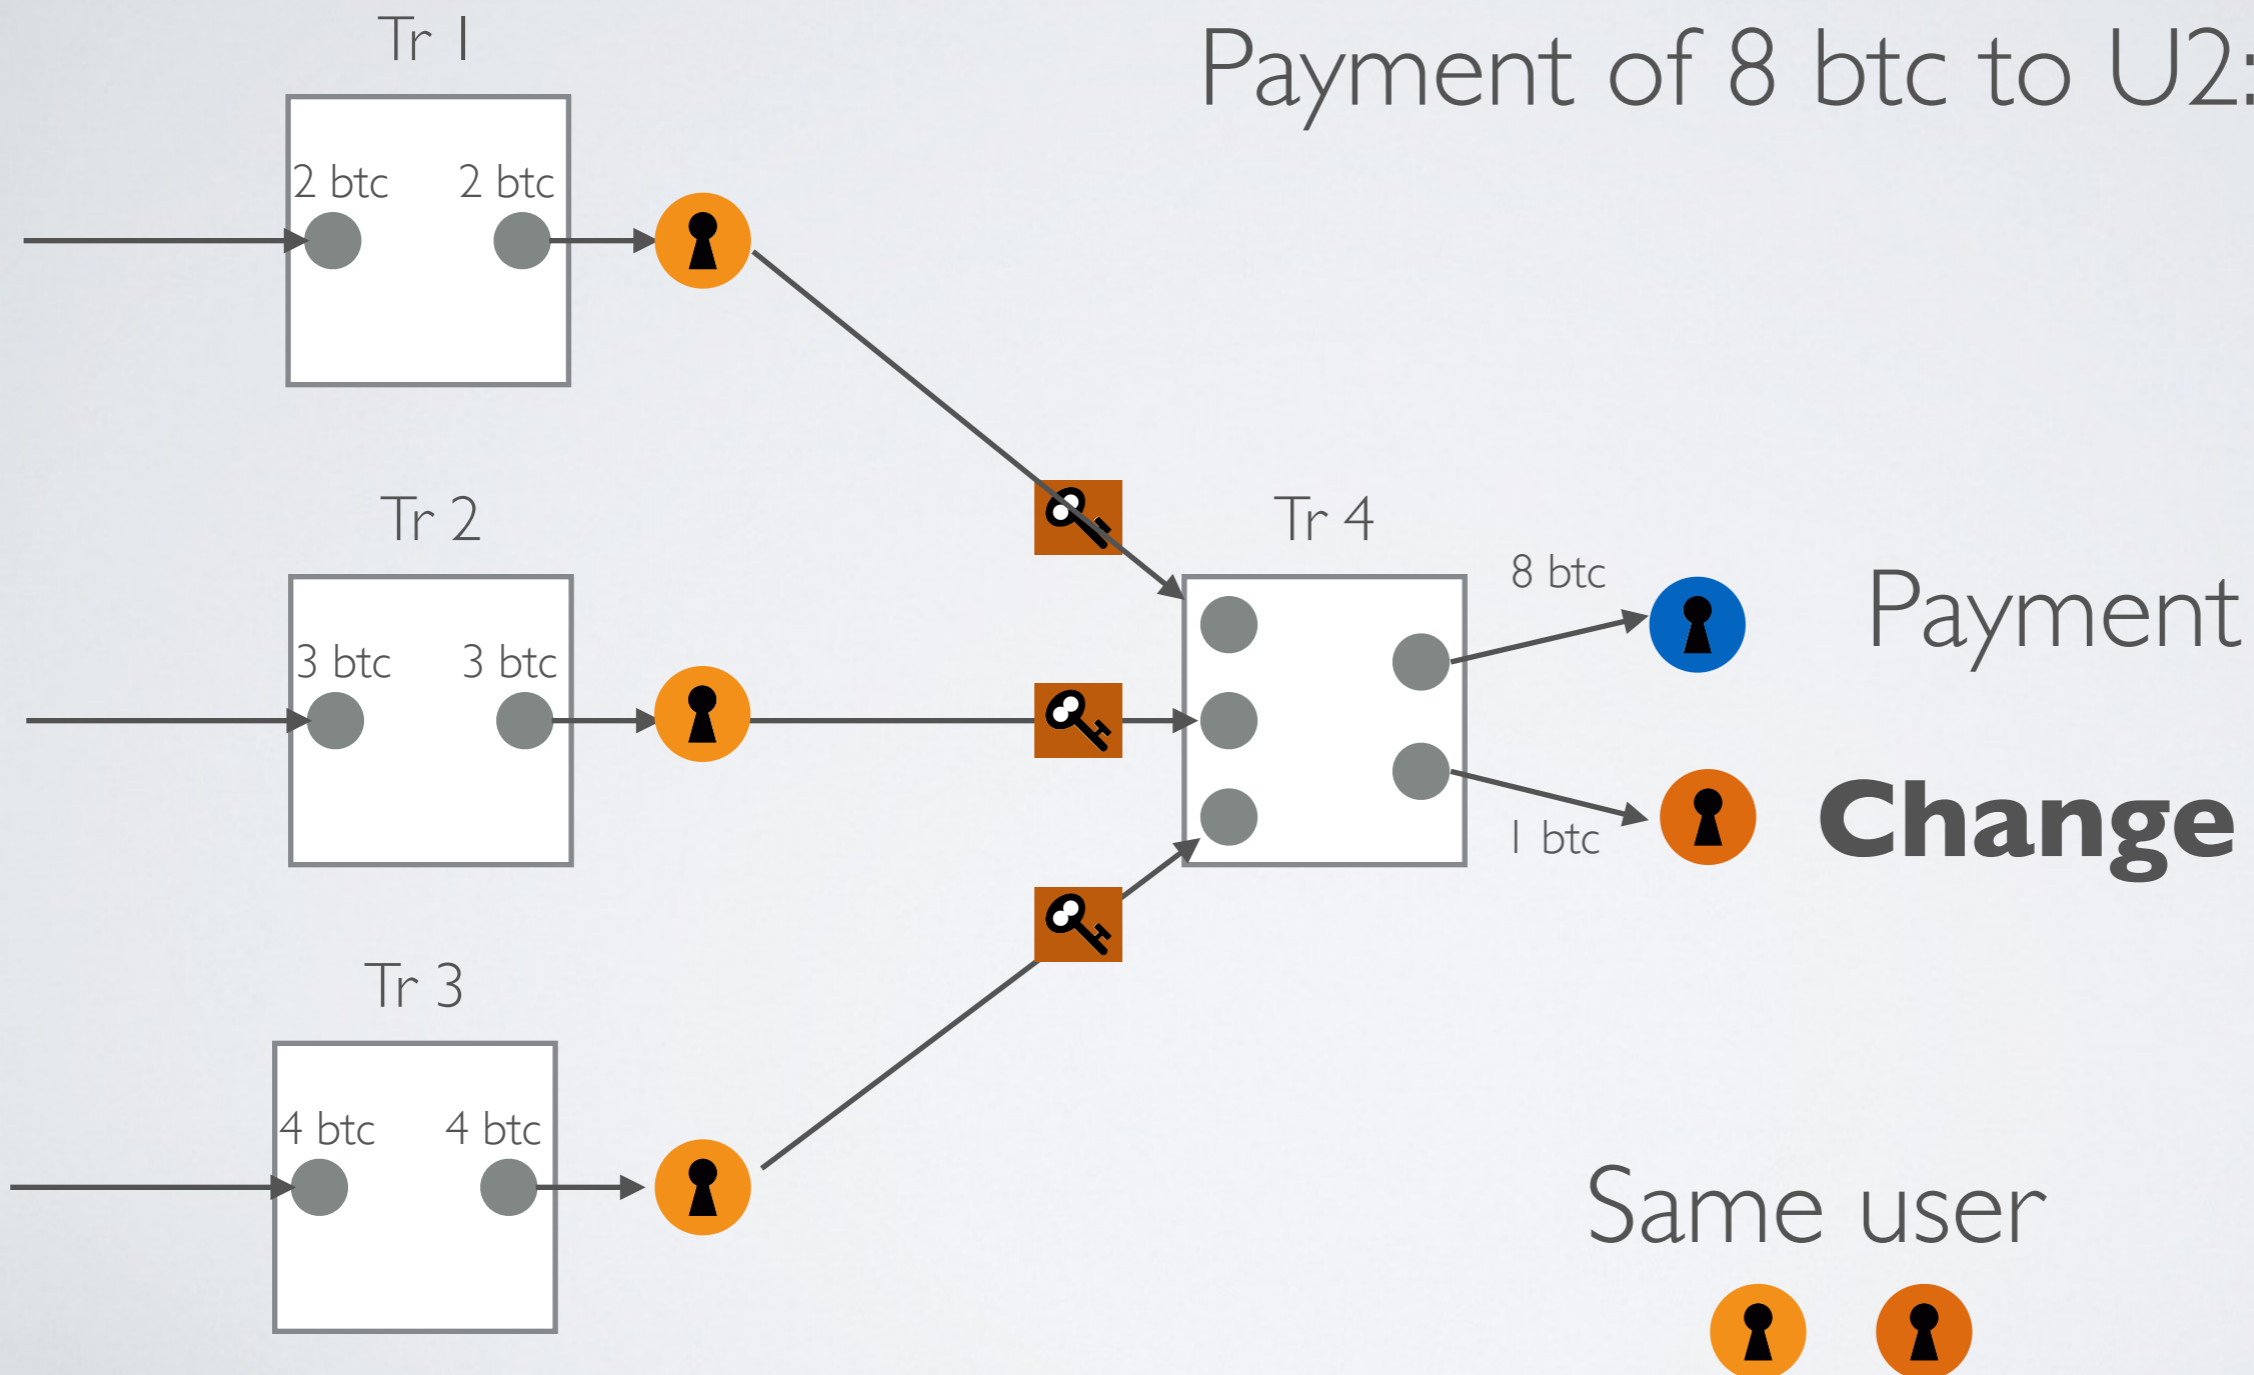 Tr 1
Payment of 8 btc to U2:
2 btc 2 btc
Tr 2
Tr 4
8 btc
Payment
3 btc 3 btc
Change
1 btc
Tr 3
4 btc 4 btc
Same user